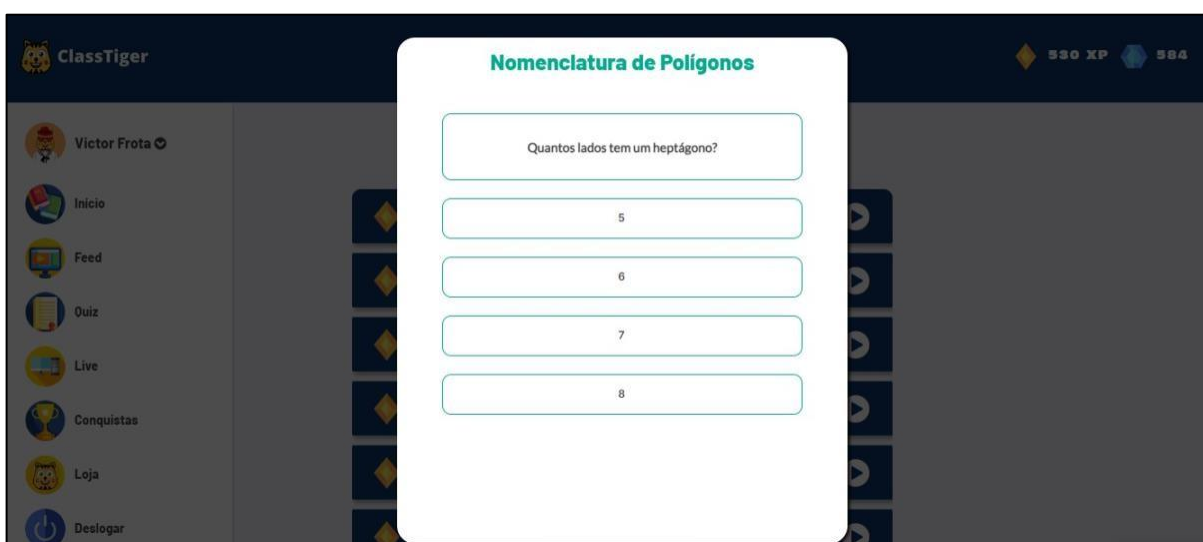 ClassTiger
530 XP
584
Victor Frota
Inicio
Feed
Quiz
Live
Conquistas
Loja
Deslogar
Nomenclatura de Polígonos
Quantos lados tem um heptágono?
5
6
7
8